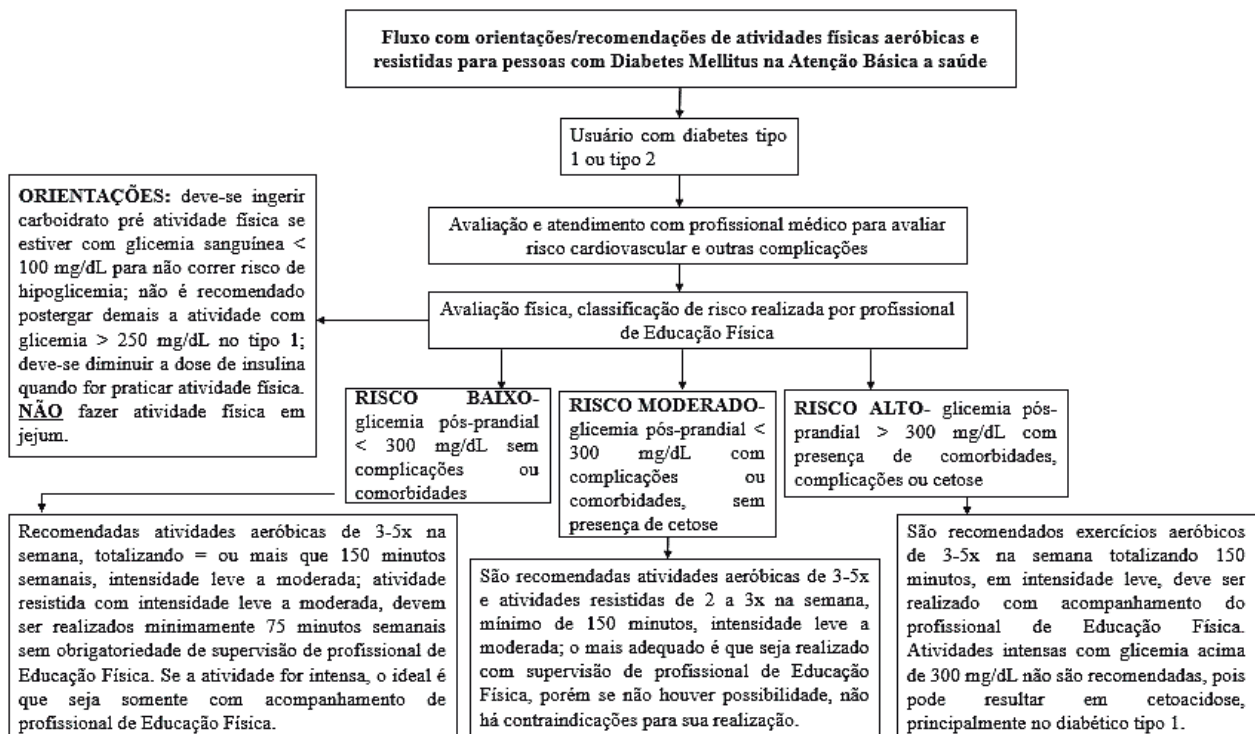 Fluxo com orientações/recomendações de atividades físicas aeróbicas e
resistidas para pessoas com Diabetes Mellitus na Atenção Básica a saúde
Usuário com diabetes tipo
1 ou tipo 2
Avaliação e atendimento com profissional médico para avaliar
risco cardiovascular e outras complicações
Avaliação física, classificação de risco realizada por profissional
de Educação Física
ORIENTAÇÕES: deve-se ingerir
carboidrato pré atividade física se
estiver com glicemia sanguínea <
100 mg/dL para não correr risco de
hipoglicemia; não é recomendado
postergar demais a atividade com
glicemia > 250 mg/dL no tipo 1;
deve-se diminuir a dose de insulina
quando for praticar atividade física.
NÃO fazer atividade física em
jejum.
RISCO BAIXO-
glicemia pós-prandial
< 300 mg/dL sem
complicações ou
comorbidades
RISCO MODERADO-
glicemia pós-prandial <
300 mg/dL com
complicações ou
comorbidades, sem
presença de cetose
RISCO ALTO- glicemia pós-
prandial > 300 mg/dL com
presença de comorbidades,
complicações ou cetose
Recomendadas atividades aeróbicas de 3-5x na
semana, totalizando = ou mais que 150 minutos
semanais, intensidade leve a moderada; atividade
resistida com intensidade leve a moderada, devem
ser realizados minimamente 75 minutos semanais
sem obrigatoriedade de supervisão de profissional de
Educação Física. Se a atividade for intensa, o ideal é
que seja somente com acompanhamento de
profissional de Educação Física.
São recomendadas atividades aeróbicas de 3-5x
e atividades resistidas de 2 a 3x na semana,
mínimo de 150 minutos, intensidade leve a
moderada; o mais adequado é que seja realizado
com supervisão de profissional de Educação
Física, porém se não houver possibilidade, não
há contraindicações para sua realização.
São recomendados exercícios aeróbicos
de 3-5x na semana totalizando 150
minutos, em intensidade leve, deve ser
realizado com acompanhamento do
profissional de Educação Física.
Atividades intensas com glicemia acima
de 300 mg/dL não são recomendadas, pois
pode resultar em cetoacidose,
principalmente no diabético tipo 1.